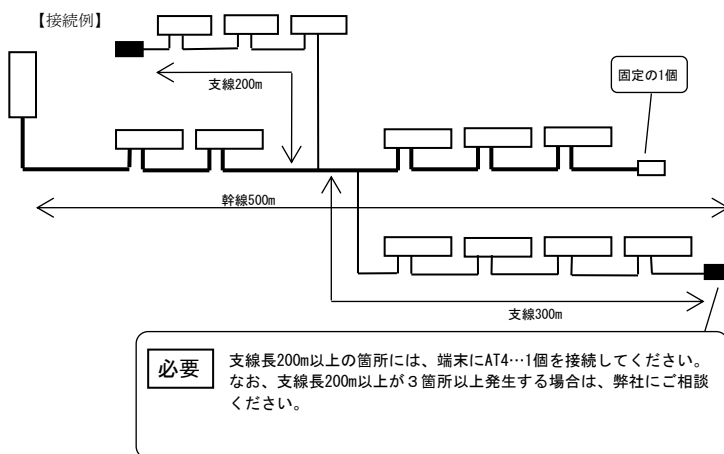 【接続例】
支線200m
固定の1個
幹線500m
支線300m
必要
支線長200m以上の箇所には、端末にAT4…1個を接続してください。
なお、支線長200m以上が３箇所以上発生する場合は、弊社にご相談
ください。